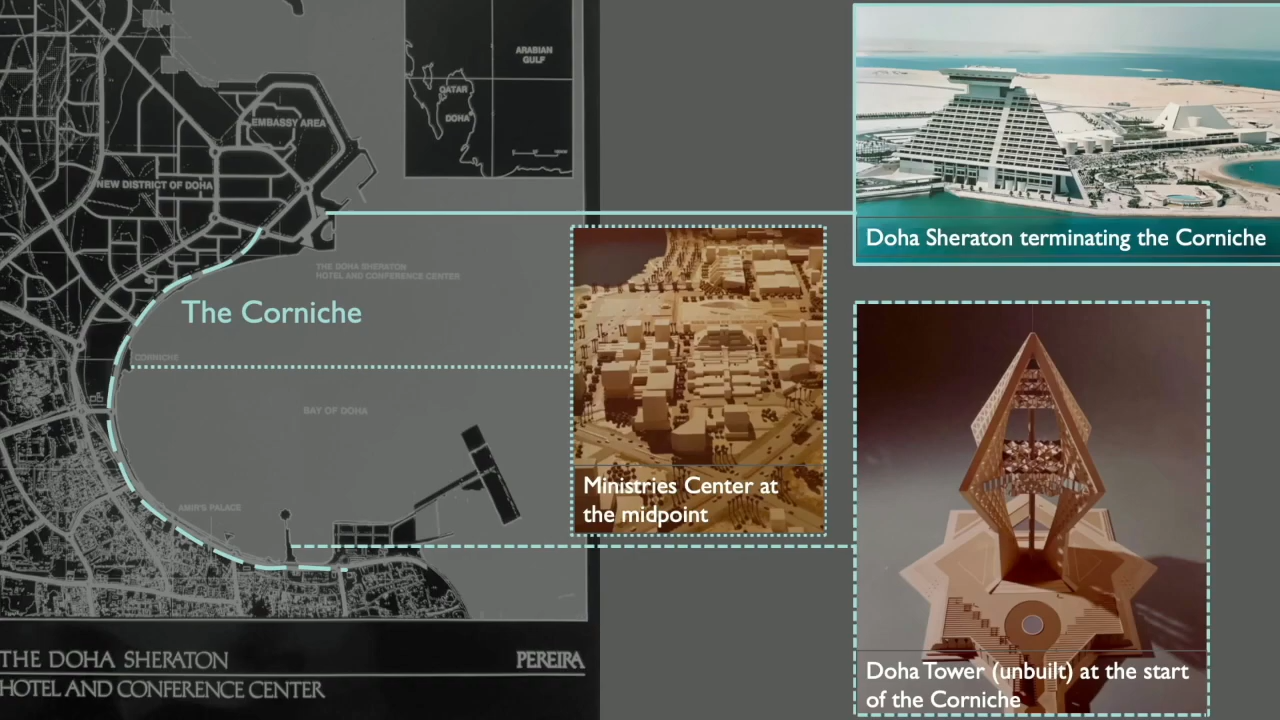 ARABIAN
GULF
QATAR
DOHA
EMBASSY AREA
NEW DISTRICT OF DOHA
THE DOHA SHERATON
HOTEL AND CONFERENCE CENTER
The Corniche
CORNICHE
BAY OF DOHA
AMIR'S PALACE
THE DOHA SHERATON
HOTEL AND CONFERENCE CENTER
PEREIRA
Doha Sheraton terminating the Corniche
Ministries Center at
the midpoint
Doha Tower (unbuilt) at the start
of the Corniche